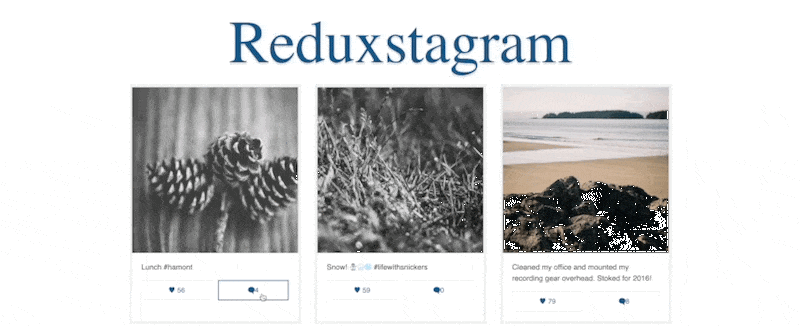 Reduxstagram
Lunch #hamont
56
4
Snow! ⛄️🌨❄️ #lifewithsnickers
59
0
Cleaned my office and mounted my
recording gear overhead. Stoked for 2016!
79
8